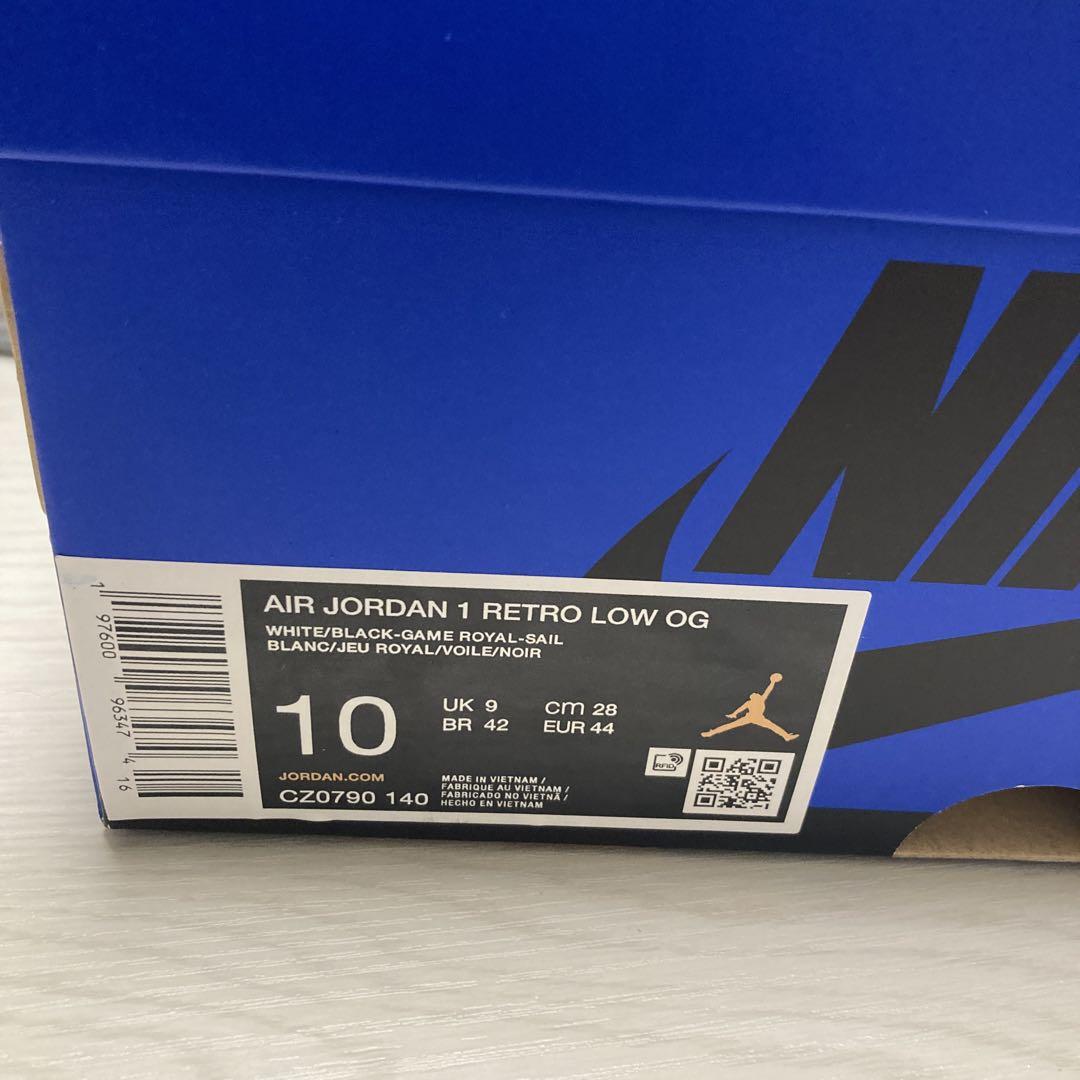 NI
AIR JORDAN 1 RETRO LOW OG
WHITE/BLACK-GAME ROYAL-SAIL
BLANC/JEU ROYAL/VOILE/NOIR
10
UK 9 cm 28
BR 42 EUR 44
RFID
JORDAN.COM
CZ0790 140
MADE IN VIETNAM /
FABRIQUE AU VIETNAM /
FABRICADO NO VIETNÃ /
HECHO EN VIETNAM
1 97600 96347 4 16